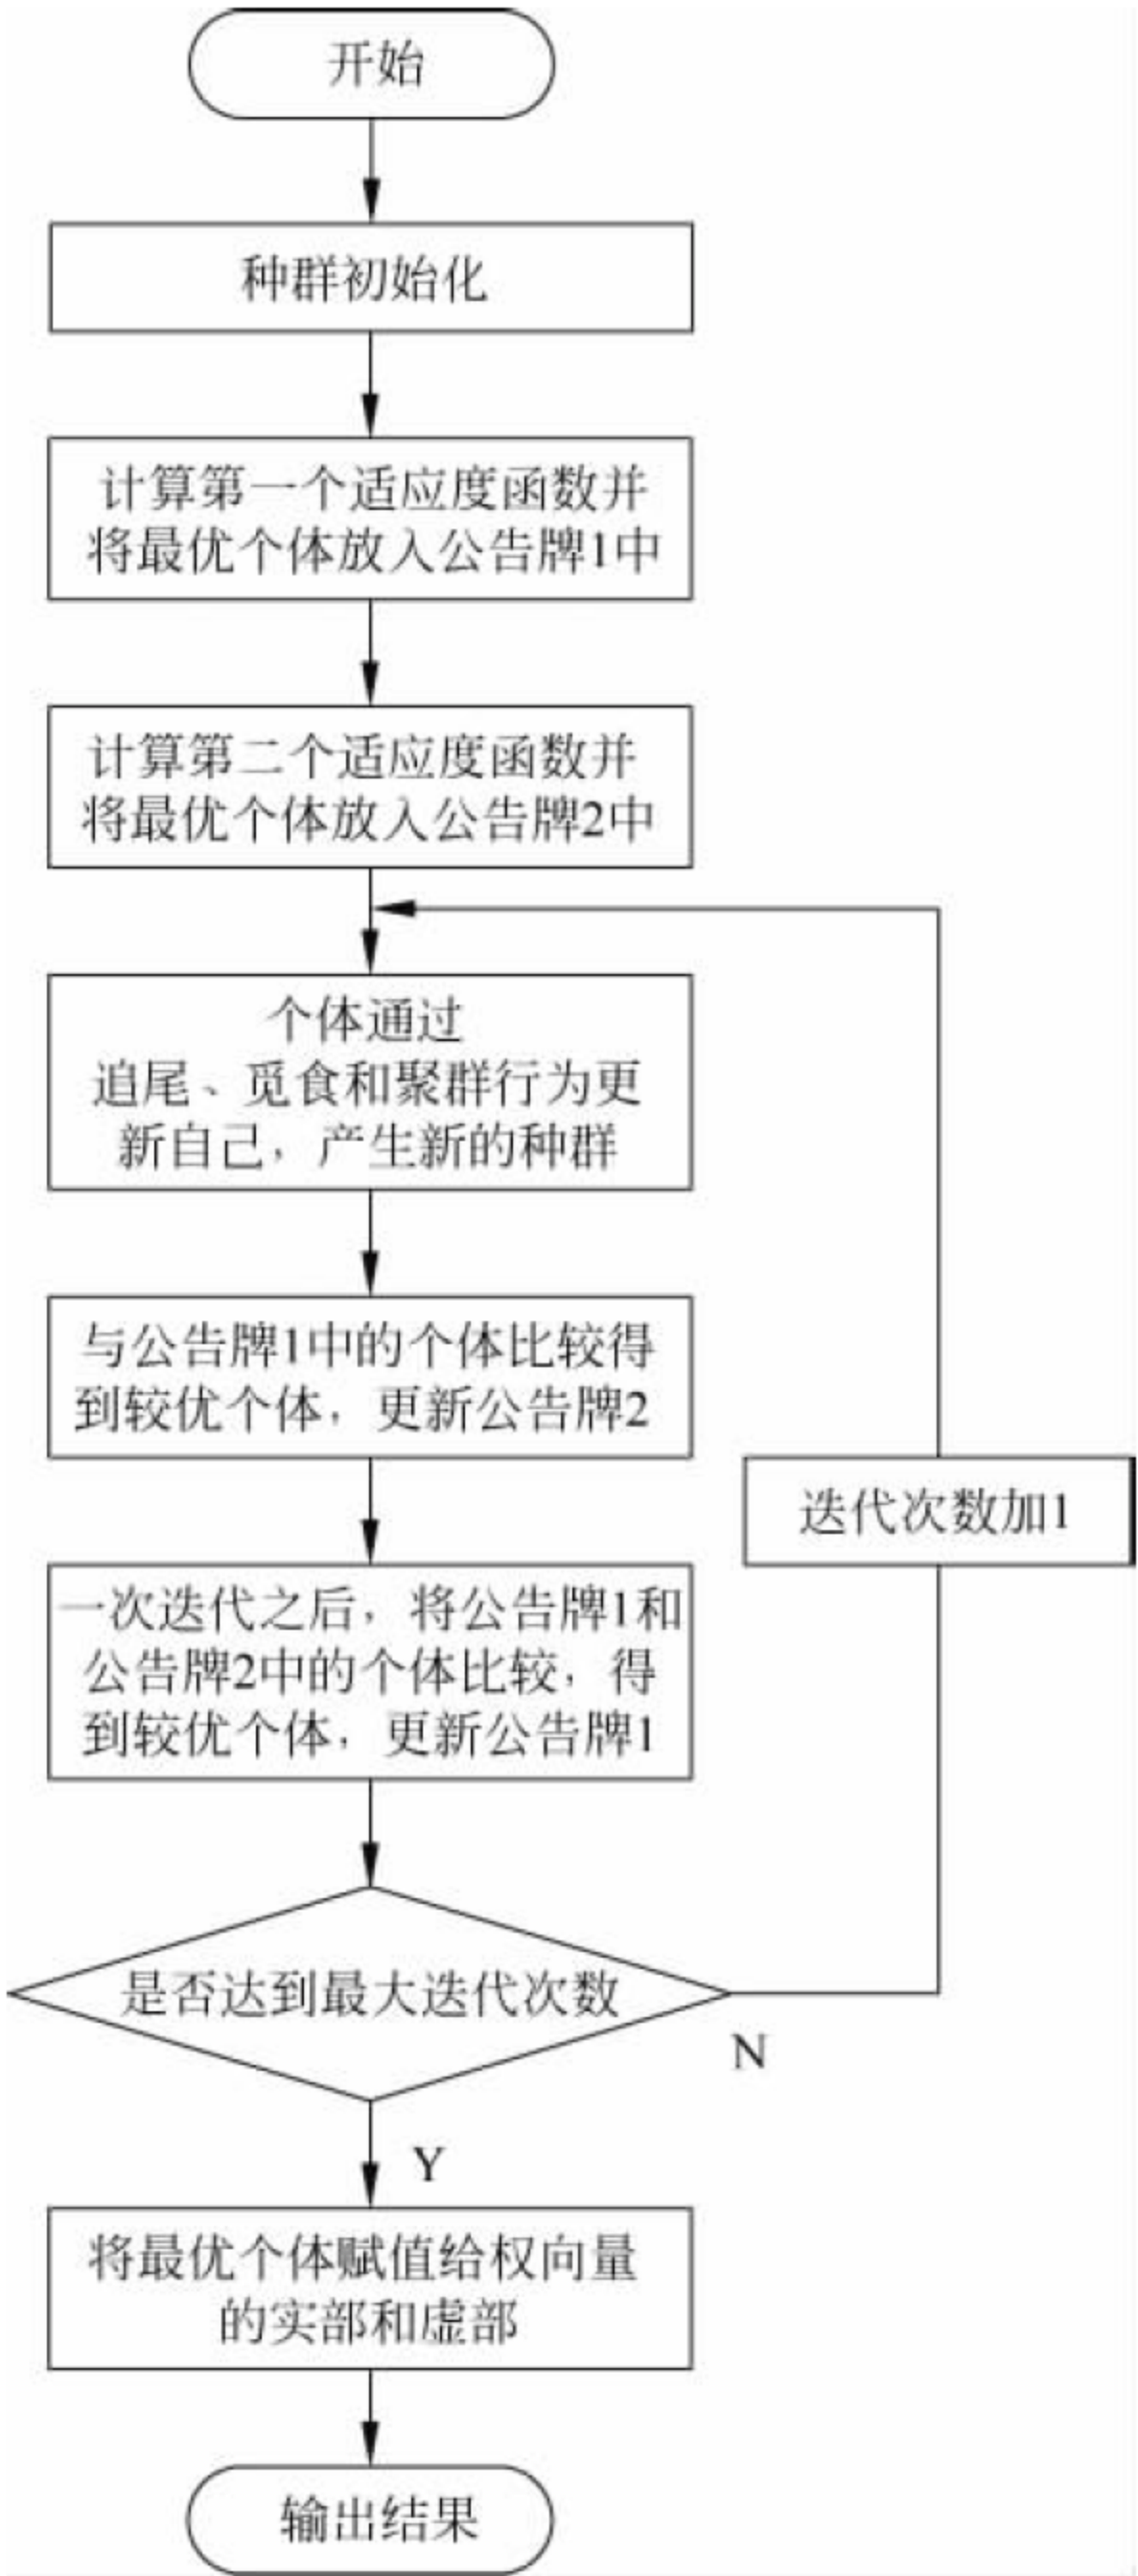 开始
种群初始化
计算第一个适应度函数并
将最优个体放入公告牌1中
计算第二个适应度函数并
将最优个体放入公告牌2中
个体通过
追尾、觅食和聚群行为更
新自己，产生新的种群
与公告牌1中的个体比较得
到较优个体，更新公告牌2
迭代次数加1
一次迭代之后，将公告牌1和
公告牌2中的个体比较，得
到较优个体，更新公告牌1
是否达到最大迭代次数
N
Y
将最优个体赋值给权向量
的实部和虚部
输出结果